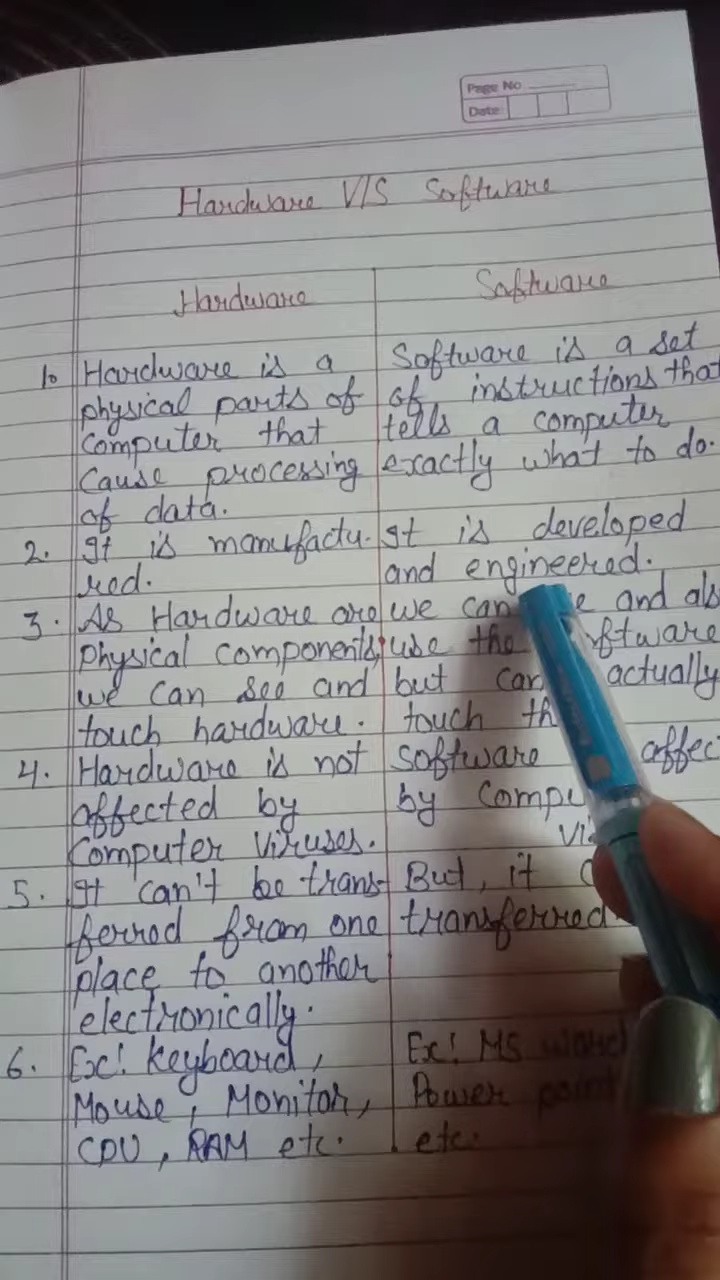 Page No
Date
Hardware V/S Software
Hardware
Software
1. Hardware is a
physical parts of
computer that
cause processing
of data.
Software is a set
of instructions that
tells a computer
exactly what to do.
2. It is manufactu-
red.
It is developed
and engineered.
3. As Hardware are
physical components,
we can see and
touch hardware.
we can and
use the
but actually
touch
4. Hardware is not
affected by
computer viruses.
Software
by
5. It can't be trans-
ferred from one
place to another
electronically.
But, it
transferred
6. Ex: Keyboard,
Mouse, Monitor,
CPU, RAM etc.
Ex: MS word
Power point
etc.